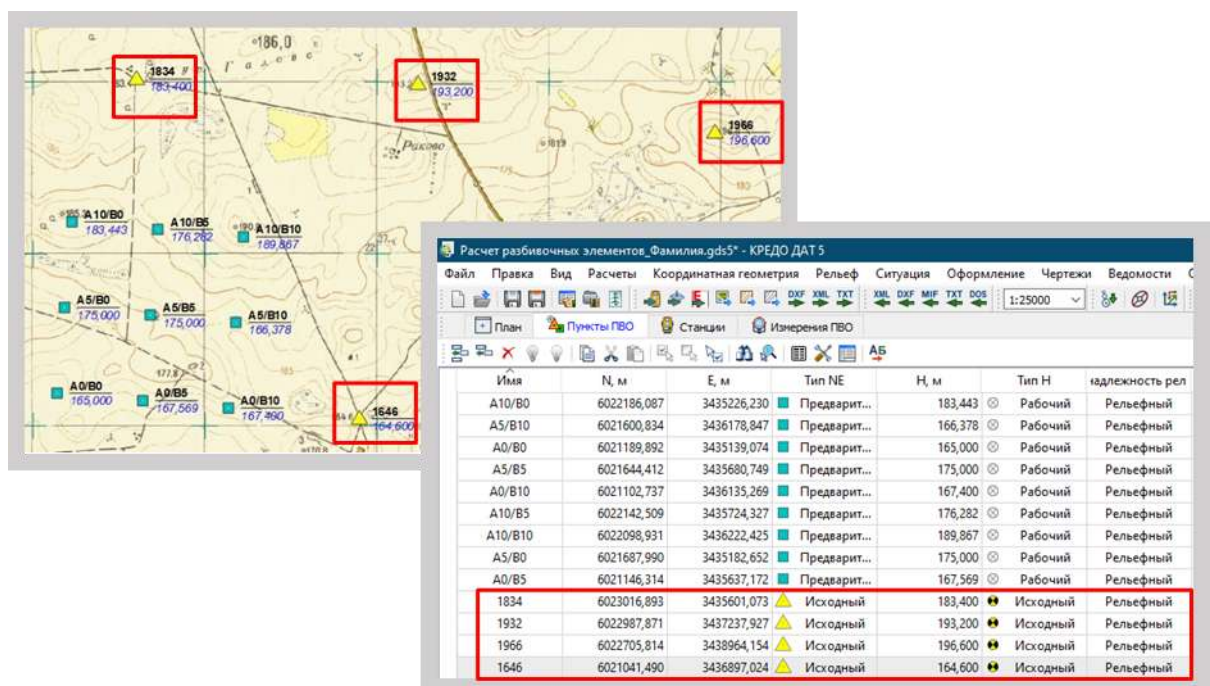 186,0
Галово
1834
183,400
1932
193,200
1966
196,600
Раково
A10/B0
183,443
A10/B5
176,282
A10/B10
189,867
A5/B0
175,000
A5/B5
175,000
A5/B10
166,378
177,8
A0/B0
165,000
A0/B5
167,569
A0/B10
167,400
1646
164,600
Расчет разбивочных элементов_Фамилия.gds5* - КРЕДО ДАТ 5
Файл Правка Вид Расчеты Координатная геометрия Рельеф Ситуация Оформление Чертежи Ведомости
DXF XML TXT XML DXF MIF TXT DOS 1:25000
План Пункты ПВО Станции Измерения ПВО
АБ
Имя N, м E, м Тип NE H, м Тип H надлежность рел
A10/B0 6022186,087 3435226,230 Предварит... 183,443 Рабочий Рельефный
A5/B10 6021600,834 3436178,847 Предварит... 166,378 Рабочий Рельефный
A0/B0 6021189,892 3435139,074 Предварит... 165,000 Рабочий Рельефный
A5/B5 6021644,412 3435680,749 Предварит... 175,000 Рабочий Рельефный
A0/B10 6021102,737 3436135,269 Предварит... 167,400 Рабочий Рельефный
A10/B5 6022142,509 3435724,327 Предварит... 176,282 Рабочий Рельефный
A10/B10 6022098,931 3436222,425 Предварит... 189,867 Рабочий Рельефный
A5/B0 6021687,990 3435182,652 Предварит... 175,000 Рабочий Рельефный
A0/B5 6021146,314 3435637,172 Предварит... 167,569 Рабочий Рельефный
1834 6023016,893 3435601,073 Исходный 183,400 Исходный Рельефный
1932 6022987,871 3437237,927 Исходный 193,200 Исходный Рельефный
1966 6022705,814 3438964,154 Исходный 196,600 Исходный Рельефный
1646 6021041,490 3436897,024 Исходный 164,600 Исходный Рельефный